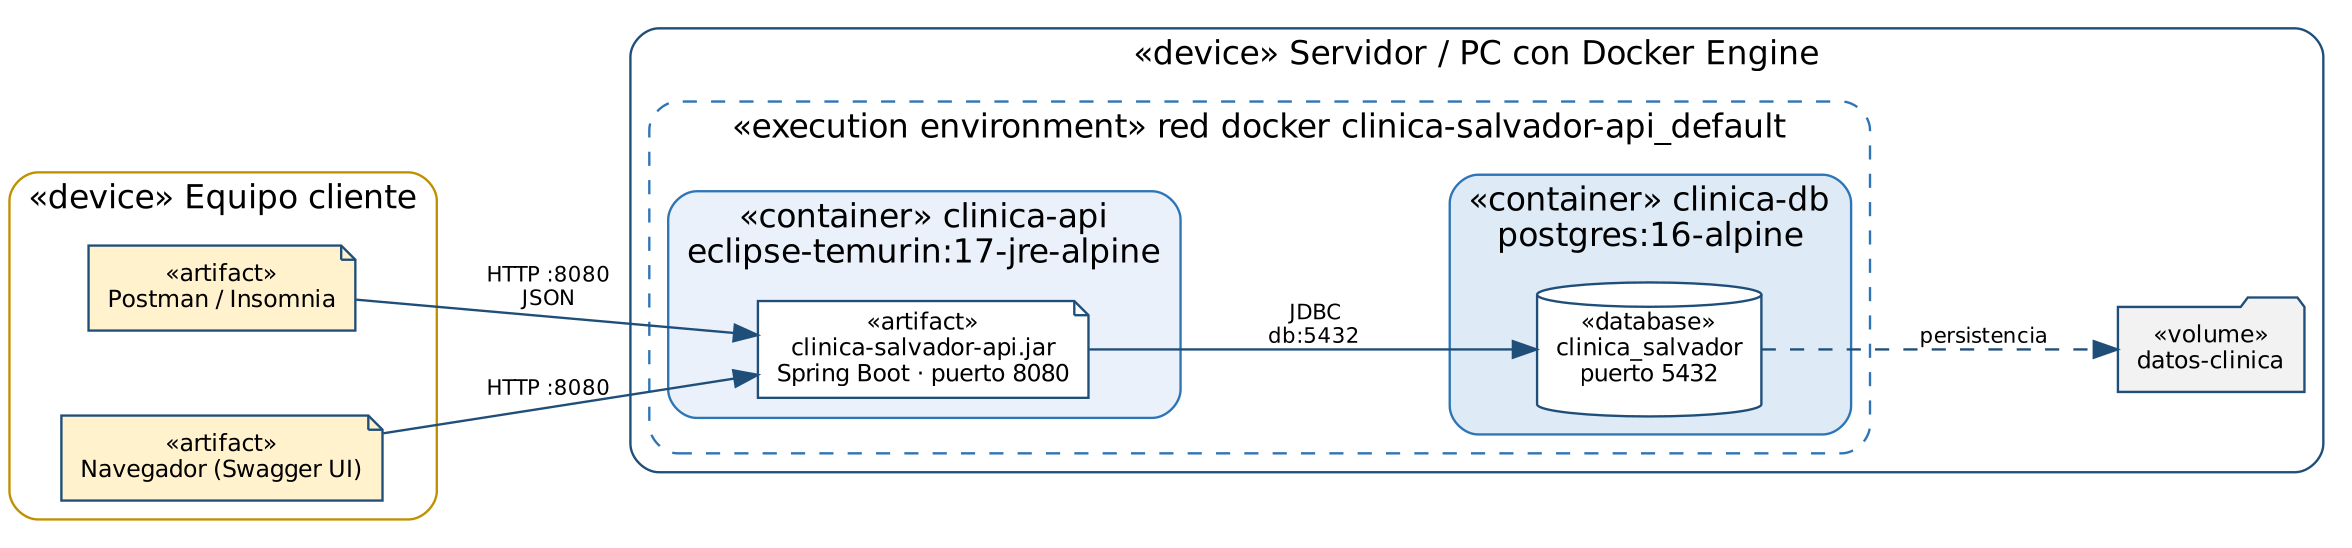 «device» Servidor / PC con Docker Engine
«execution environment» red docker clinica-salvador-api_default
«device» Equipo cliente
«artifact»
Postman / Insomnia
«artifact»
Navegador (Swagger UI)
HTTP :8080
JSON
HTTP :8080
«container» clinica-api
eclipse-temurin:17-jre-alpine
«artifact»
clinica-salvador-api.jar
Spring Boot · puerto 8080
JDBC
db:5432
«container» clinica-db
postgres:16-alpine
«database»
clinica_salvador
puerto 5432
persistencia
«volume»
datos-clinica